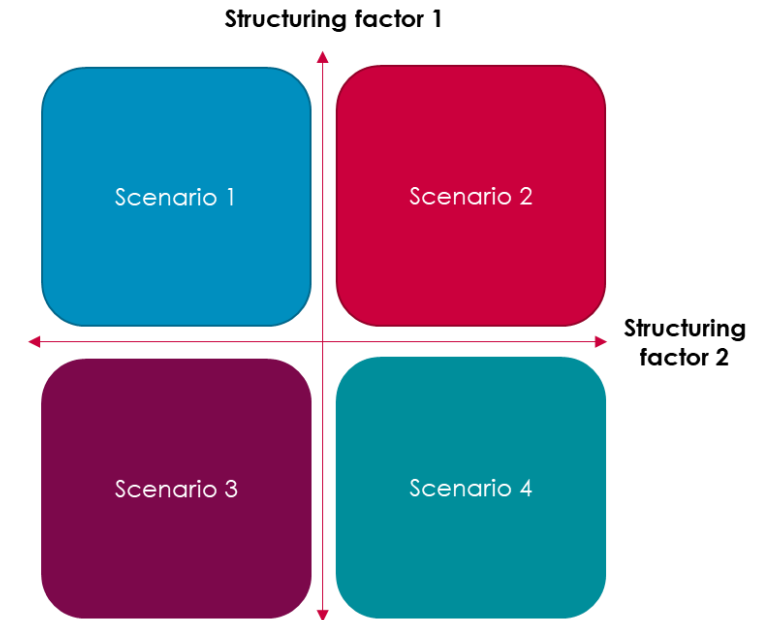 Structuring factor 1
Scenario 1
Scenario 2
Structuring
factor 2
Scenario 3
Scenario 4